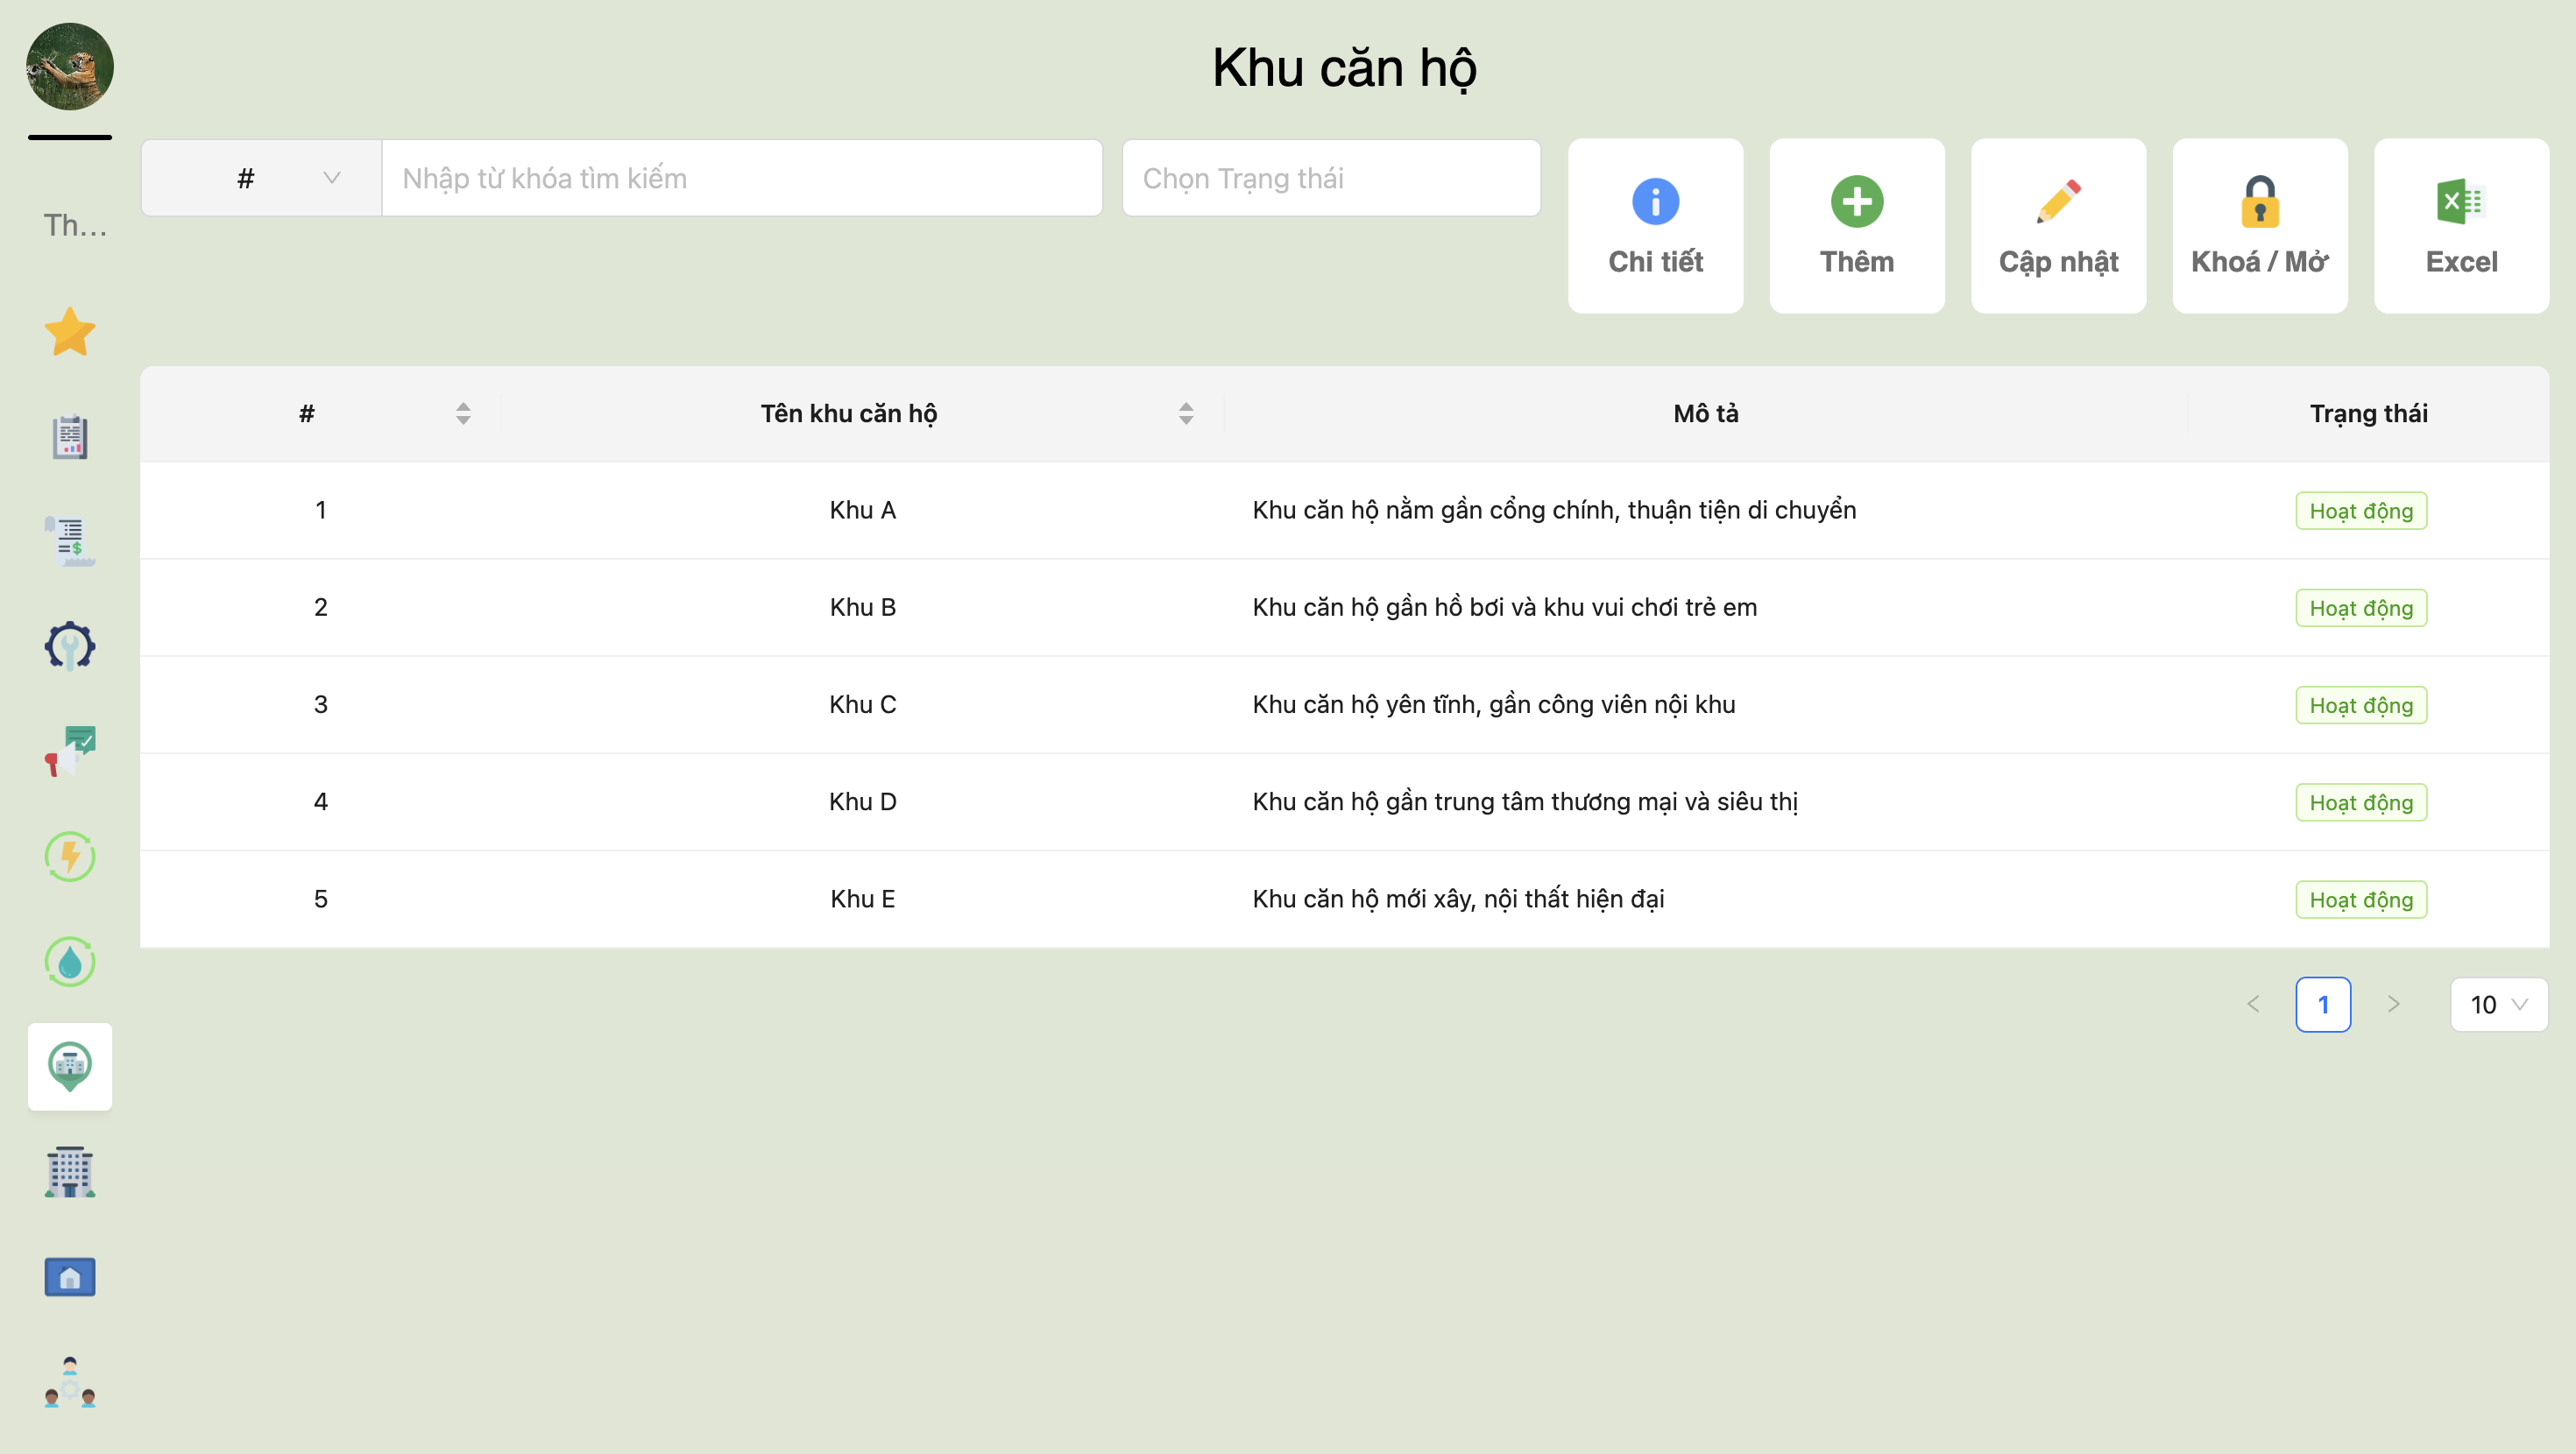 Khu căn hộ
# Nhập từ khóa tìm kiếm Chọn Trạng thái
Chi tiết Thêm Cập nhật Khoá / Mở Excel
Th...
# Tên khu căn hộ Mô tả Trạng thái
1 Khu A Khu căn hộ nằm gần cổng chính, thuận tiện di chuyển Hoạt động
2 Khu B Khu căn hộ gần hồ bơi và khu vui chơi trẻ em Hoạt động
3 Khu C Khu căn hộ yên tĩnh, gần công viên nội khu Hoạt động
4 Khu D Khu căn hộ gần trung tâm thương mại và siêu thị Hoạt động
5 Khu E Khu căn hộ mới xây, nội thất hiện đại Hoạt động
1 10